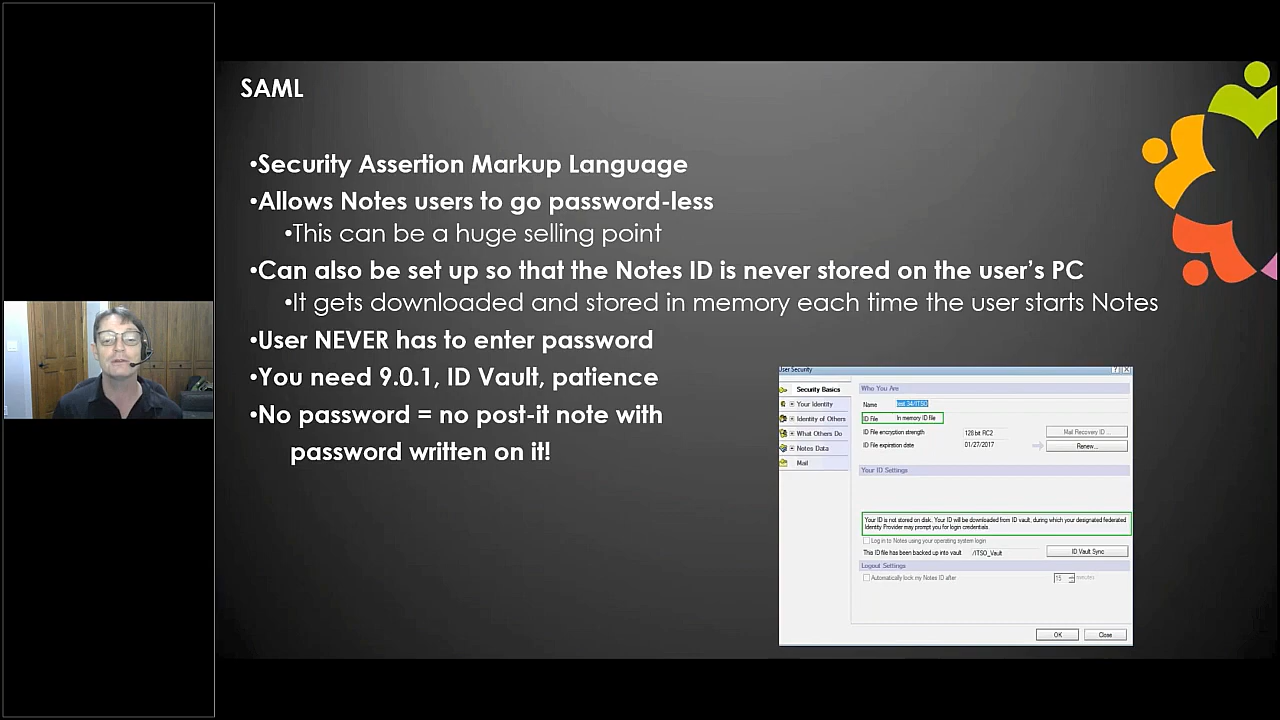 SAML
•Security Assertion Markup Language
•Allows Notes users to go password-less
•This can be a huge selling point
•Can also be set up so that the Notes ID is never stored on the user's PC
•It gets downloaded and stored in memory each time the user starts Notes
•User NEVER has to enter password
•You need 9.0.1, ID Vault, patience
•No password = no post-it note with
password written on it!
User Security
Security Basics
Your Identity
Identity of Others
What Others Do
Notes Data
Mail
Who You Are
Name
ID File In memory ID file
ID File encryption strength 128 bit RC2
Mail Recovery ID ...
ID File expiration date 01/27/2017
Renew...
Your ID Settings
Your ID is not stored on disk. Your ID will be downloaded from ID vault, during which your designated federated
Identity Provider may prompt you for login credentials
Log in to Notes using your operating system login
This ID file has been backed up into vault /ITSO_Vault
ID Vault Sync
Logout Settings
Automatically lock my Notes ID after 15 minutes
OK Close